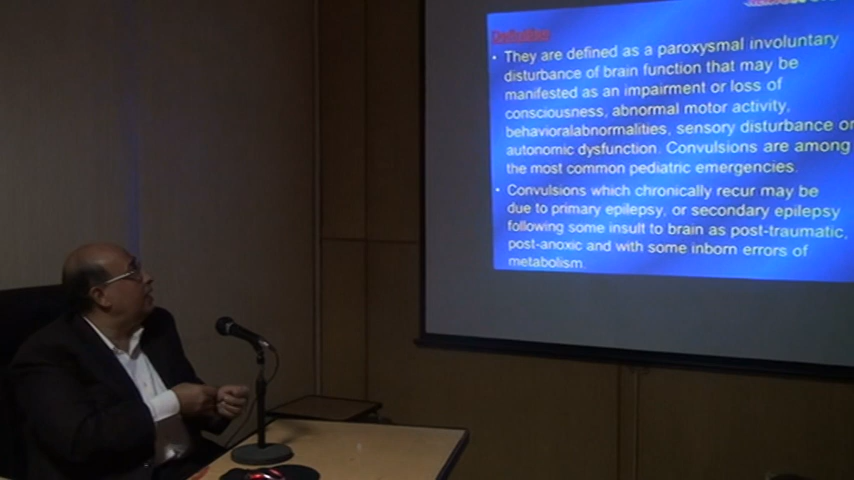 Definition
• They are defined as a paroxysmal involuntary
disturbance of brain function that may be
manifested as an impairment or loss of
consciousness, abnormal motor activity,
behavioralabnormalities, sensory disturbance or
autonomic dysfunction. Convulsions are among
the most common pediatric emergencies.
• Convulsions which chronically recur may be
due to primary epilepsy, or secondary epilepsy
following some insult to brain as post-traumatic,
post-anoxic and with some inborn errors of
metabolism.